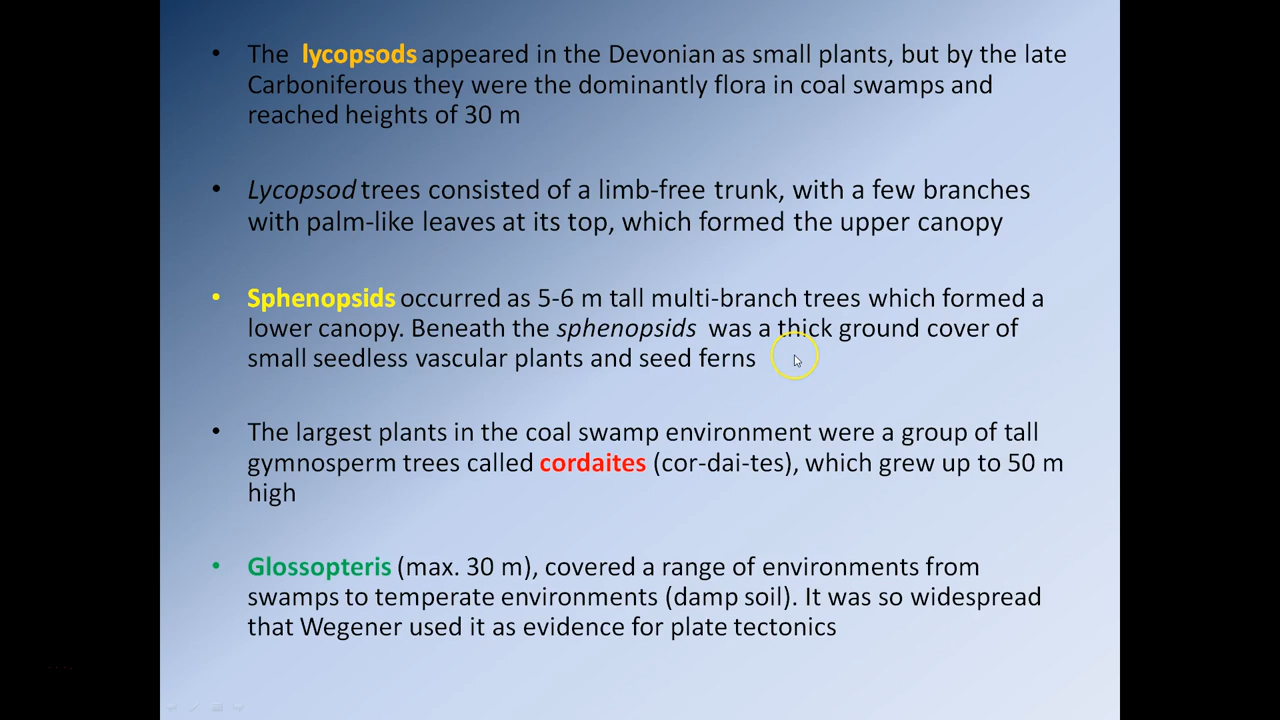 • The lycopsods appeared in the Devonian as small plants, but by the late
Carboniferous they were the dominantly flora in coal swamps and
reached heights of 30 m
• Lycopsod trees consisted of a limb-free trunk, with a few branches
with palm-like leaves at its top, which formed the upper canopy
• Sphenopsids occurred as 5-6 m tall multi-branch trees which formed a
lower canopy. Beneath the sphenopsids was a thick ground cover of
small seedless vascular plants and seed ferns
• The largest plants in the coal swamp environment were a group of tall
gymnosperm trees called cordaites (cor-dai-tes), which grew up to 50 m
high
• Glossopteris (max. 30 m), covered a range of environments from
swamps to temperate environments (damp soil). It was so widespread
that Wegener used it as evidence for plate tectonics